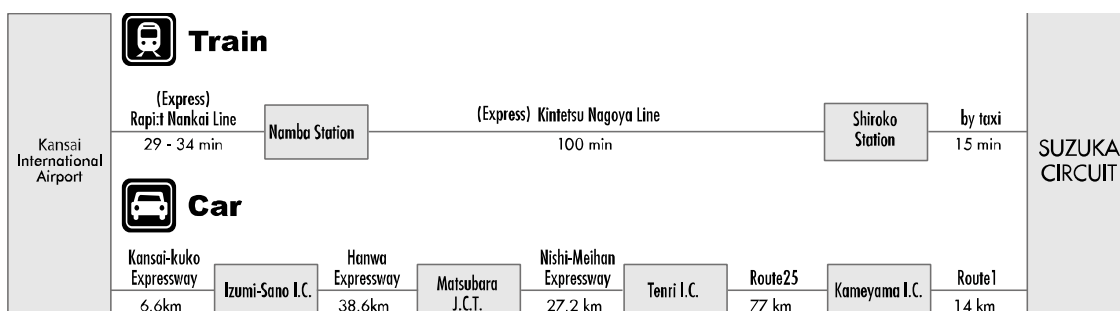 Train
(Express)
Rapi:t Nankai Line
29 - 34 min
Namba Station
(Express) Kintetsu Nagoya Line
100 min
Shiroko
Station
by taxi
15 min
Kansai
International
Airport
SUZUKA
CIRCUIT
Car
Kansai-kuko
Expressway
6.6km
Izumi-Sano I.C.
Hanwa
Expressway
38.6km
Matsubara
J.C.T.
Nishi-Meihan
Expressway
27.2 km
Tenri I.C.
Route25
77 km
Kameyama I.C.
Route1
14 km